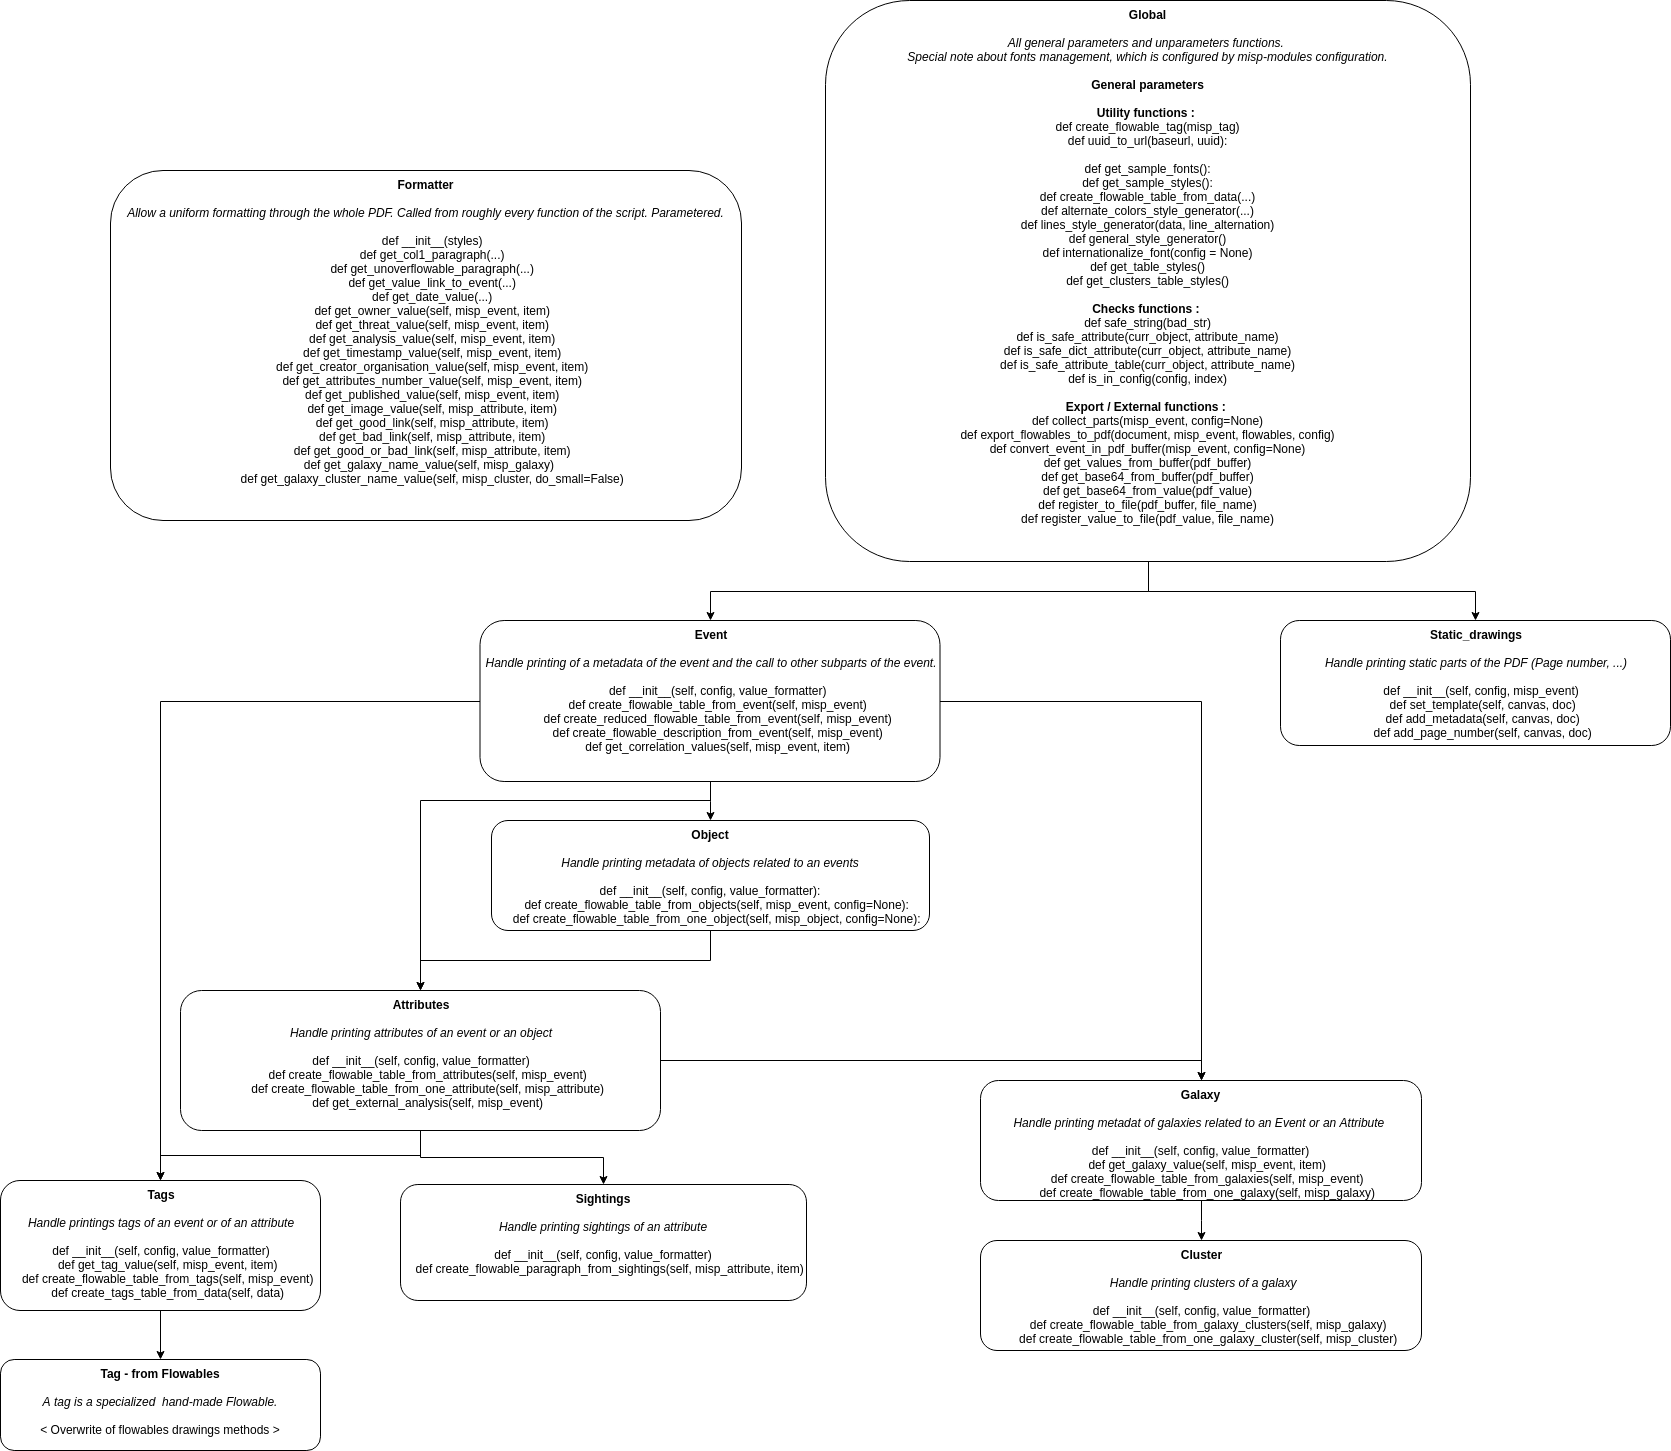 Global
All general parameters and unparameters functions.
Special note about fonts management, which is configured by misp-modules configuration.
General parameters
Utility functions :
def create_flowable_tag(misp_tag)
def uuid_to_url(baseurl, uuid):
def get_sample_fonts():
def get_sample_styles():
def create_flowable_table_from_data(...)
def alternate_colors_style_generator(...)
def lines_style_generator(data, line_alternation)
def general_style_generator()
def internationalize_font(config = None)
def get_table_styles()
def get_clusters_table_styles()
Checks functions :
def safe_string(bad_str)
def is_safe_attribute(curr_object, attribute_name)
def is_safe_dict_attribute(curr_object, attribute_name)
def is_safe_attribute_table(curr_object, attribute_name)
def is_in_config(config, index)
Export / External functions :
def collect_parts(misp_event, config=None)
def export_flowables_to_pdf(document, misp_event, flowables, config)
def convert_event_in_pdf_buffer(misp_event, config=None)
def get_values_from_buffer(pdf_buffer)
def get_base64_from_buffer(pdf_buffer)
def get_base64_from_value(pdf_value)
def register_to_file(pdf_buffer, file_name)
def register_value_to_file(pdf_value, file_name)
Formatter
Allow a uniform formatting through the whole PDF. Called from roughly every function of the script. Parametered.
def __init__(styles)
def get_col1_paragraph(...)
def get_unoverflowable_paragraph(...)
def get_value_link_to_event(...)
def get_date_value(...)
def get_owner_value(self, misp_event, item)
def get_threat_value(self, misp_event, item)
def get_analysis_value(self, misp_event, item)
def get_timestamp_value(self, misp_event, item)
def get_creator_organisation_value(self, misp_event, item)
def get_attributes_number_value(self, misp_event, item)
def get_published_value(self, misp_event, item)
def get_image_value(self, misp_attribute, item)
def get_good_link(self, misp_attribute, item)
def get_bad_link(self, misp_attribute, item)
def get_good_or_bad_link(self, misp_attribute, item)
def get_galaxy_name_value(self, misp_galaxy)
def get_galaxy_cluster_name_value(self, misp_cluster, do_small=False)
Event
Handle printing of a metadata of the event and the call to other subparts of the event.
def __init__(self, config, value_formatter)
def create_flowable_table_from_event(self, misp_event)
def create_reduced_flowable_table_from_event(self, misp_event)
def create_flowable_description_from_event(self, misp_event)
def get_correlation_values(self, misp_event, item)
Static_drawings
Handle printing static parts of the PDF (Page number, ...)
def __init__(self, config, misp_event)
def set_template(self, canvas, doc)
def add_metadata(self, canvas, doc)
def add_page_number(self, canvas, doc)
Object
Handle printing metadata of objects related to an events
def __init__(self, config, value_formatter):
def create_flowable_table_from_objects(self, misp_event, config=None):
def create_flowable_table_from_one_object(self, misp_object, config=None):
Attributes
Handle printing attributes of an event or an object
def __init__(self, config, value_formatter)
def create_flowable_table_from_attributes(self, misp_event)
def create_flowable_table_from_one_attribute(self, misp_attribute)
def get_external_analysis(self, misp_event)
Galaxy
Handle printing metadat of galaxies related to an Event or an Attribute
def __init__(self, config, value_formatter)
def get_galaxy_value(self, misp_event, item)
def create_flowable_table_from_galaxies(self, misp_event)
def create_flowable_table_from_one_galaxy(self, misp_galaxy)
Tags
Handle printings tags of an event or of an attribute
def __init__(self, config, value_formatter)
def get_tag_value(self, misp_event, item)
def create_flowable_table_from_tags(self, misp_event)
def create_tags_table_from_data(self, data)
Sightings
Handle printing sightings of an attribute
def __init__(self, config, value_formatter)
def create_flowable_paragraph_from_sightings(self, misp_attribute, item)
Cluster
Handle printing clusters of a galaxy
def __init__(self, config, value_formatter)
def create_flowable_table_from_galaxy_clusters(self, misp_galaxy)
def create_flowable_table_from_one_galaxy_cluster(self, misp_cluster)
Tag - from Flowables
A tag is a specialized  hand-made Flowable.
< Overwrite of flowables drawings methods >